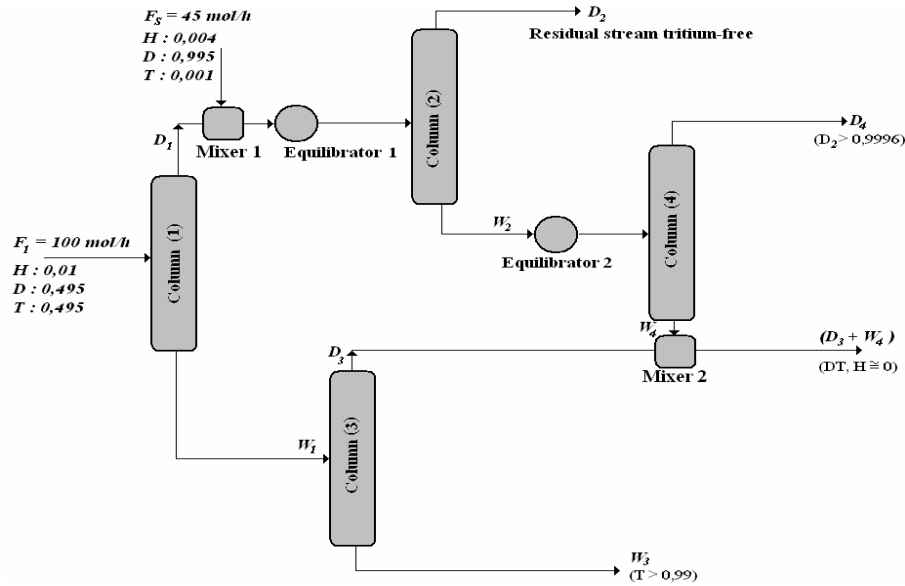 F_S = 45 mol/h
H : 0,004
D : 0,995
T : 0,001
D_2
Residual stream tritium-free
Column (2)
D_1
Mixer 1
Equilibrator 1
D_4
(D_2> 0,9996)
Column (4)
W_2
Equilibrator 2
F_1 = 100 mol/h
H : 0,01
D : 0,495
T : 0,495
Column (1)
W_4
D_3
(D_3 + W_4 )
Mixer 2
(DT, H ≅ 0)
Column (3)
W_1
W_3
(T > 0,99)